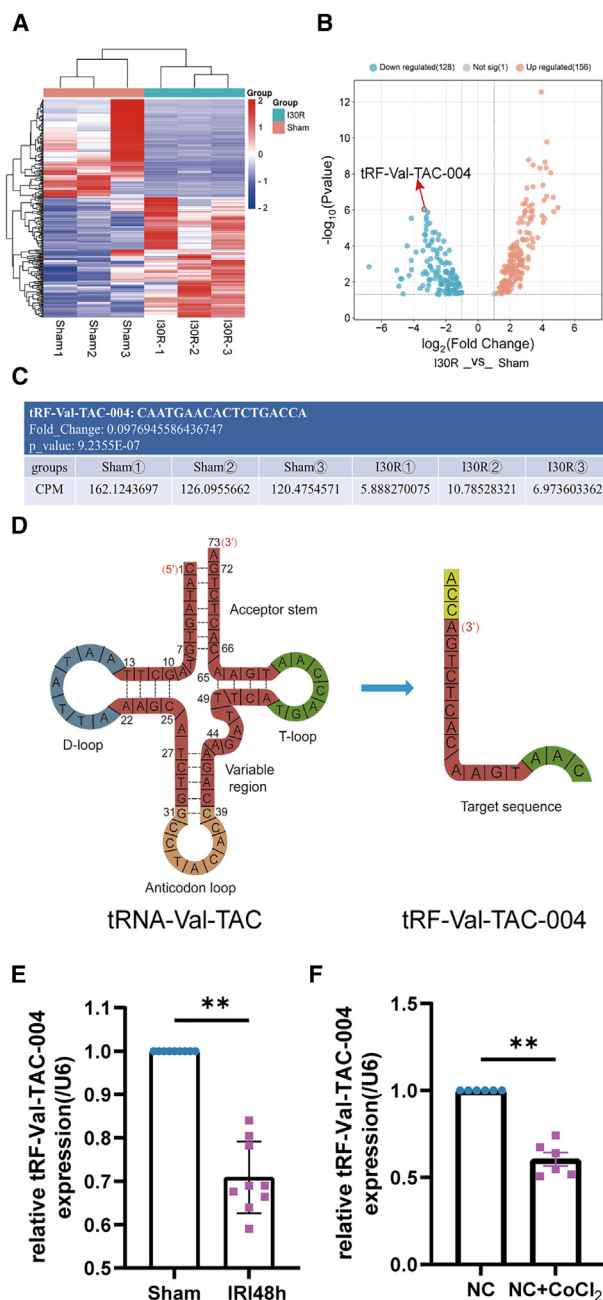 A
Group
2
1
0
-1
-2
Group
I30R
Sham
Sham1
Sham2
Sham3
I30R-1
I30R-2
I30R-3
B
Down regulated(128) Not sig(1) Up regulated(156)
tRF-Val-TAC-004
-log10(Pvalue)
12
10
8
6
4
2
0
-6 -4 -2 0 2 4 6
log2(Fold Change)
I30R _VS_ Sham
C
tRF-Val-TAC-004: CAATGAACACTCTGACCA
Fold_Change: 0.0976945586436747
p_value: 9.2355E-07
groups Sham① Sham② Sham③ I30R① I30R② I30R③
CPM 162.1243697 126.0955662 120.4754571 5.888270075 10.78528321 6.973603362
D
73 (3')
(5') 1
72
Acceptor stem
7
66
13
10
65
49
22
25
D-loop
T-loop
44
27
Variable
region
31
39
Anticodon loop
tRNA-Val-TAC
A
C
C
(3')
A
G
T
C
T
C
A
C
A A G T A A C
Target sequence
tRF-Val-TAC-004
E
relative tRF-Val-TAC-004
expression(/U6)
**
1.1
1.0
0.9
0.8
0.7
0.6
0.5
Sham IRI48h
F
relative tRF-Val-TAC-004
expression(/U6)
**
1.5
1.0
0.5
0.0
NC NC+CoCl2